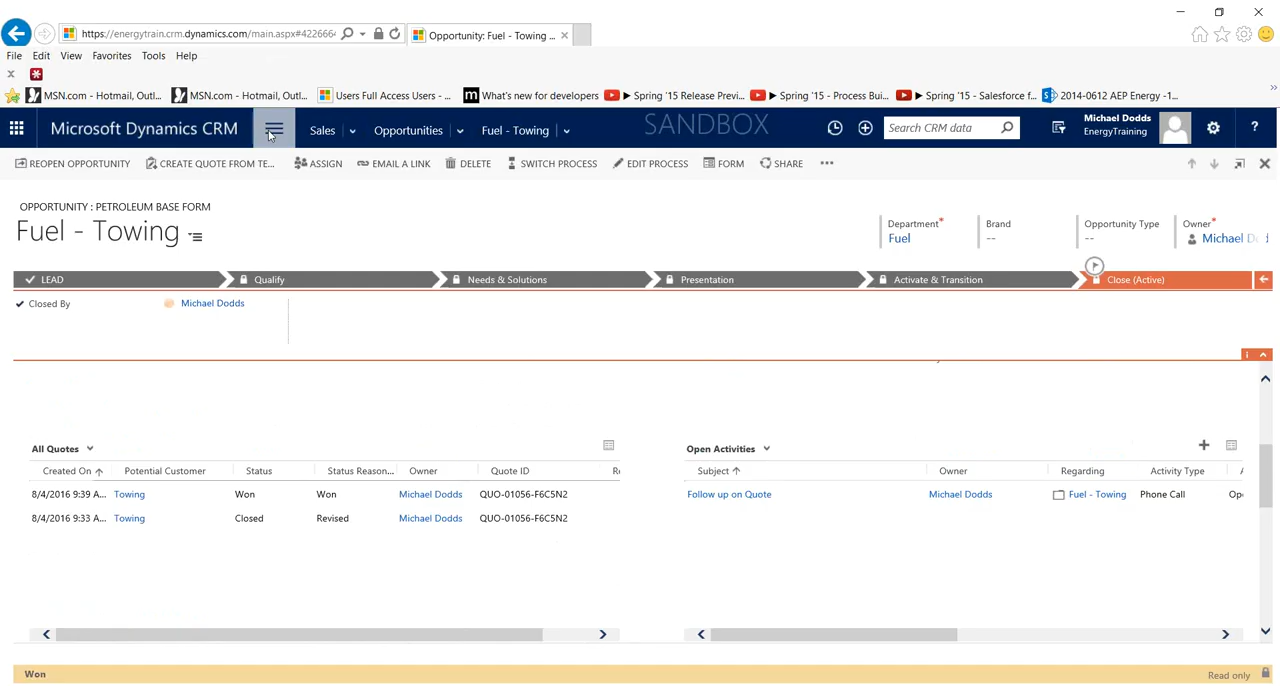 https://energytrain.crm.dynamics.com/main.aspx#42266 Opportunity: Fuel - Towing ...
File Edit View Favorites Tools Help
x
MSN.com - Hotmail, Outl... MSN.com - Hotmail, Outl... Users Full Access Users - ... What's new for developers ▶ Spring '15 Release Previ... ▶ Spring '15 - Process Bui... ▶ Spring '15 - Salesforce f... 2014-0612 AEP Energy -1...
Microsoft Dynamics CRM Sales Opportunities Fuel - Towing SANDBOX Search CRM data Michael Dodds EnergyTraining ?
REOPEN OPPORTUNITY CREATE QUOTE FROM TE... ASSIGN EMAIL A LINK DELETE SWITCH PROCESS EDIT PROCESS FORM SHARE •••
OPPORTUNITY : PETROLEUM BASE FORM
Fuel - Towing
Department* Brand Opportunity Type Owner*
Fuel -- -- Michael D
LEAD Qualify Needs & Solutions Presentation Activate & Transition Close (Active)
Closed By Michael Dodds
All Quotes Open Activities
Created On Potential Customer Status Status Reason... Owner Quote ID Subject Owner Regarding Activity Type
8/4/2016 9:39 A... Towing Won Won Michael Dodds QUO-01056-F6C5N2 Follow up on Quote Michael Dodds Fuel - Towing Phone Call
8/4/2016 9:33 A... Towing Closed Revised Michael Dodds QUO-01056-F6C5N2
Won Read only